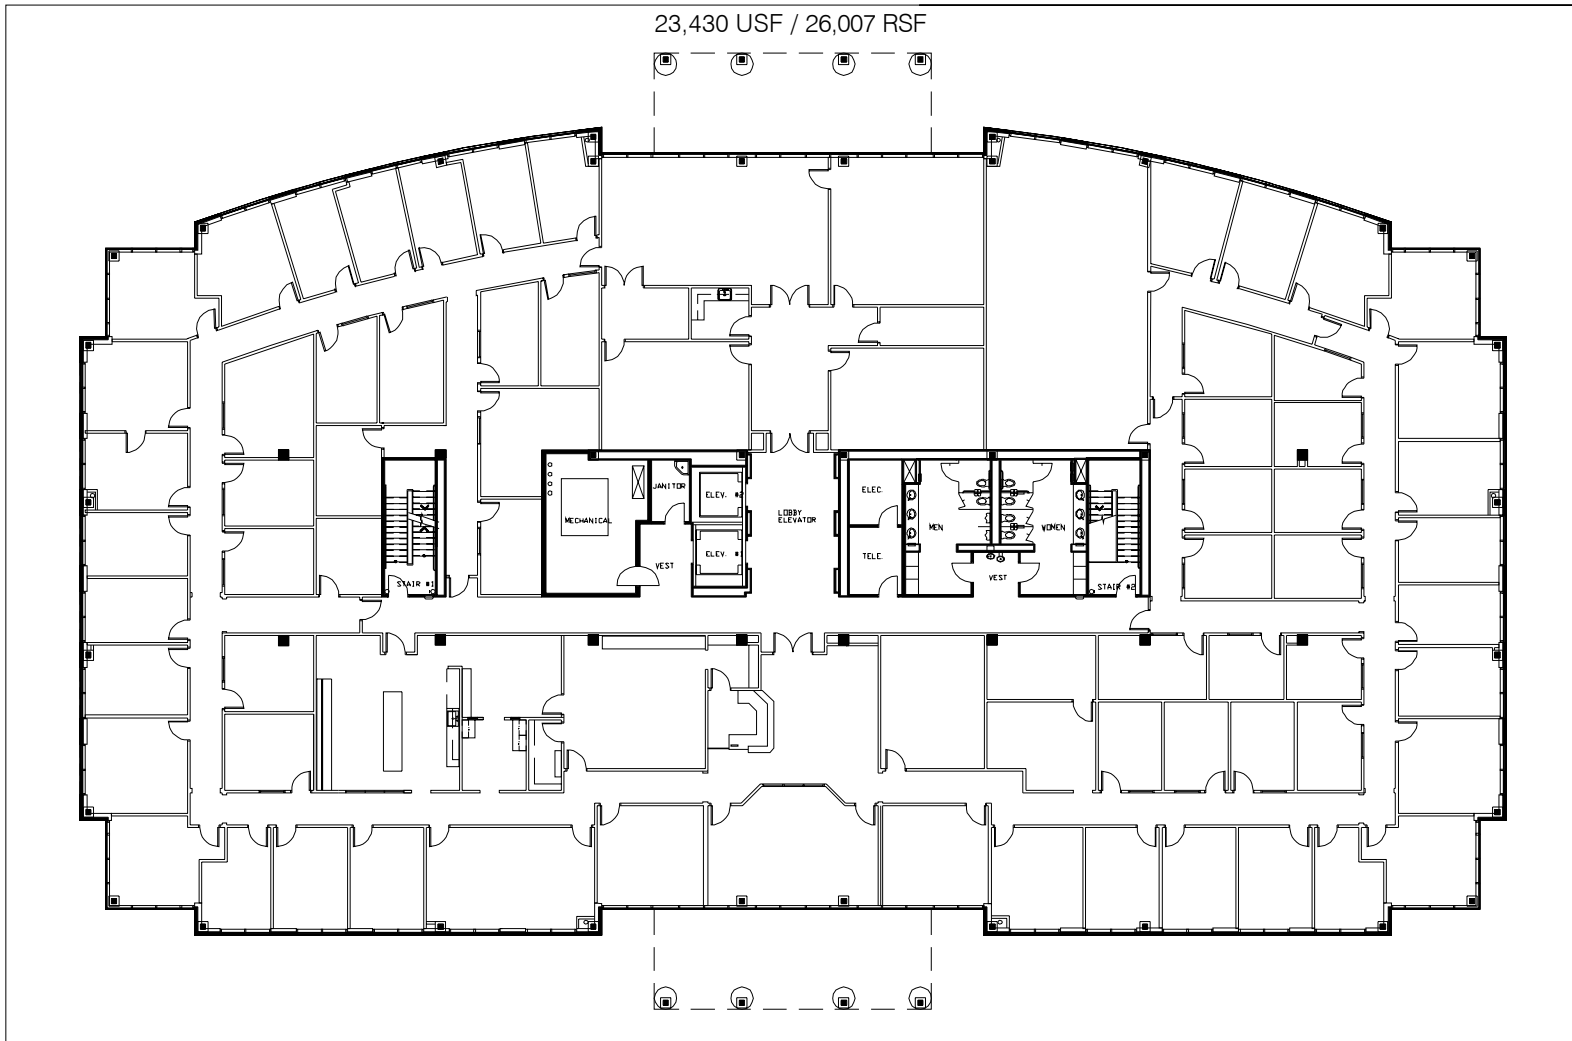 23,430 USF / 26,007 RSF
JANITOR
ELEV. #2
ELEC.
LOBBY
ELEVATOR
MECHANICAL
MEN
WOMEN
ELEV. #1
TELE.
VEST
VEST
STAIR #1
STAIR #2